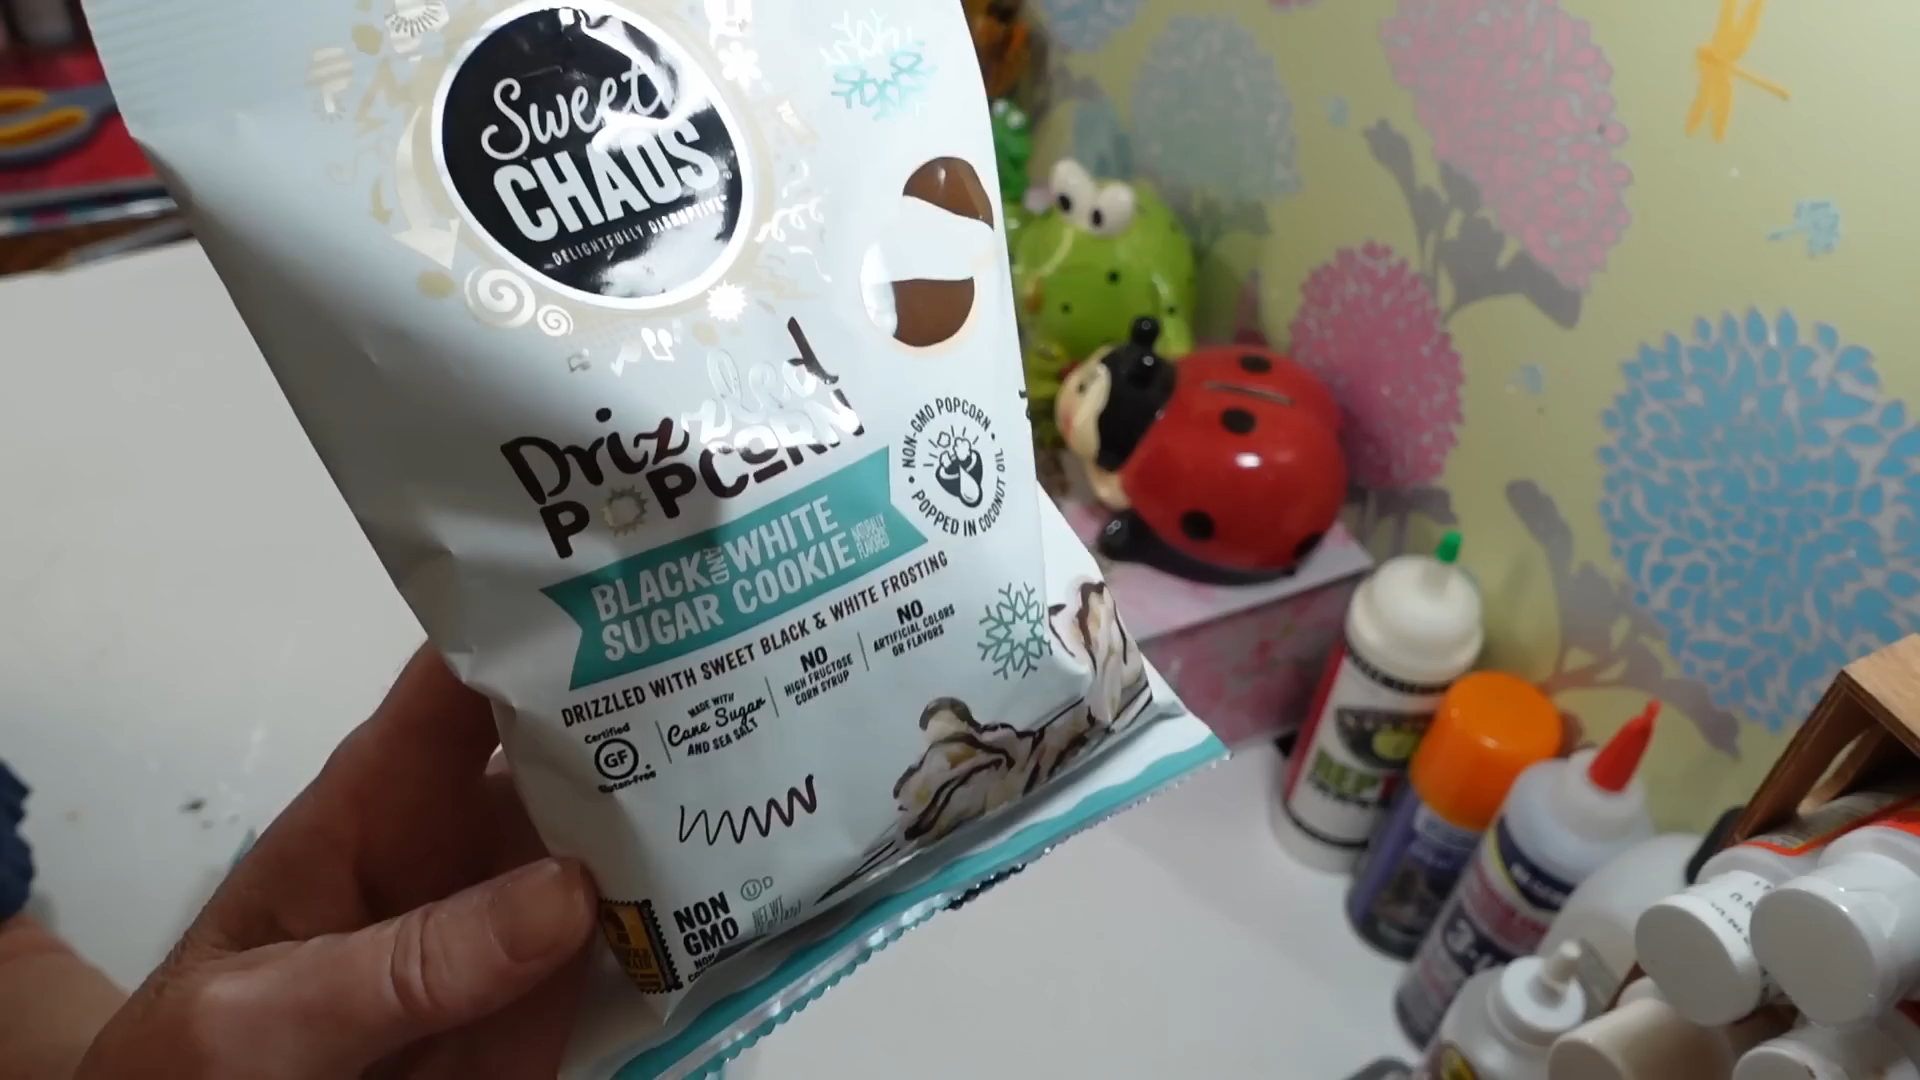 Sweet
CHAOS
DELIGHTFULLY DISRUPTIVE
Drizzled
POPCORN
BLACK AND WHITE
SUGAR COOKIE
NATURALLY
FLAVORED
NON-GMO POPCORN
POPPED IN COCONUT OIL
DRIZZLED WITH SWEET BLACK & WHITE FROSTING
Certified
GF
Gluten-Free
MADE WITH
Cane Sugar
AND SEA SALT
NO
HIGH FRUCTOSE
CORN SYRUP
NO
ARTIFICIAL COLORS
OR FLAVORS
NON
GMO
U D
NET WT